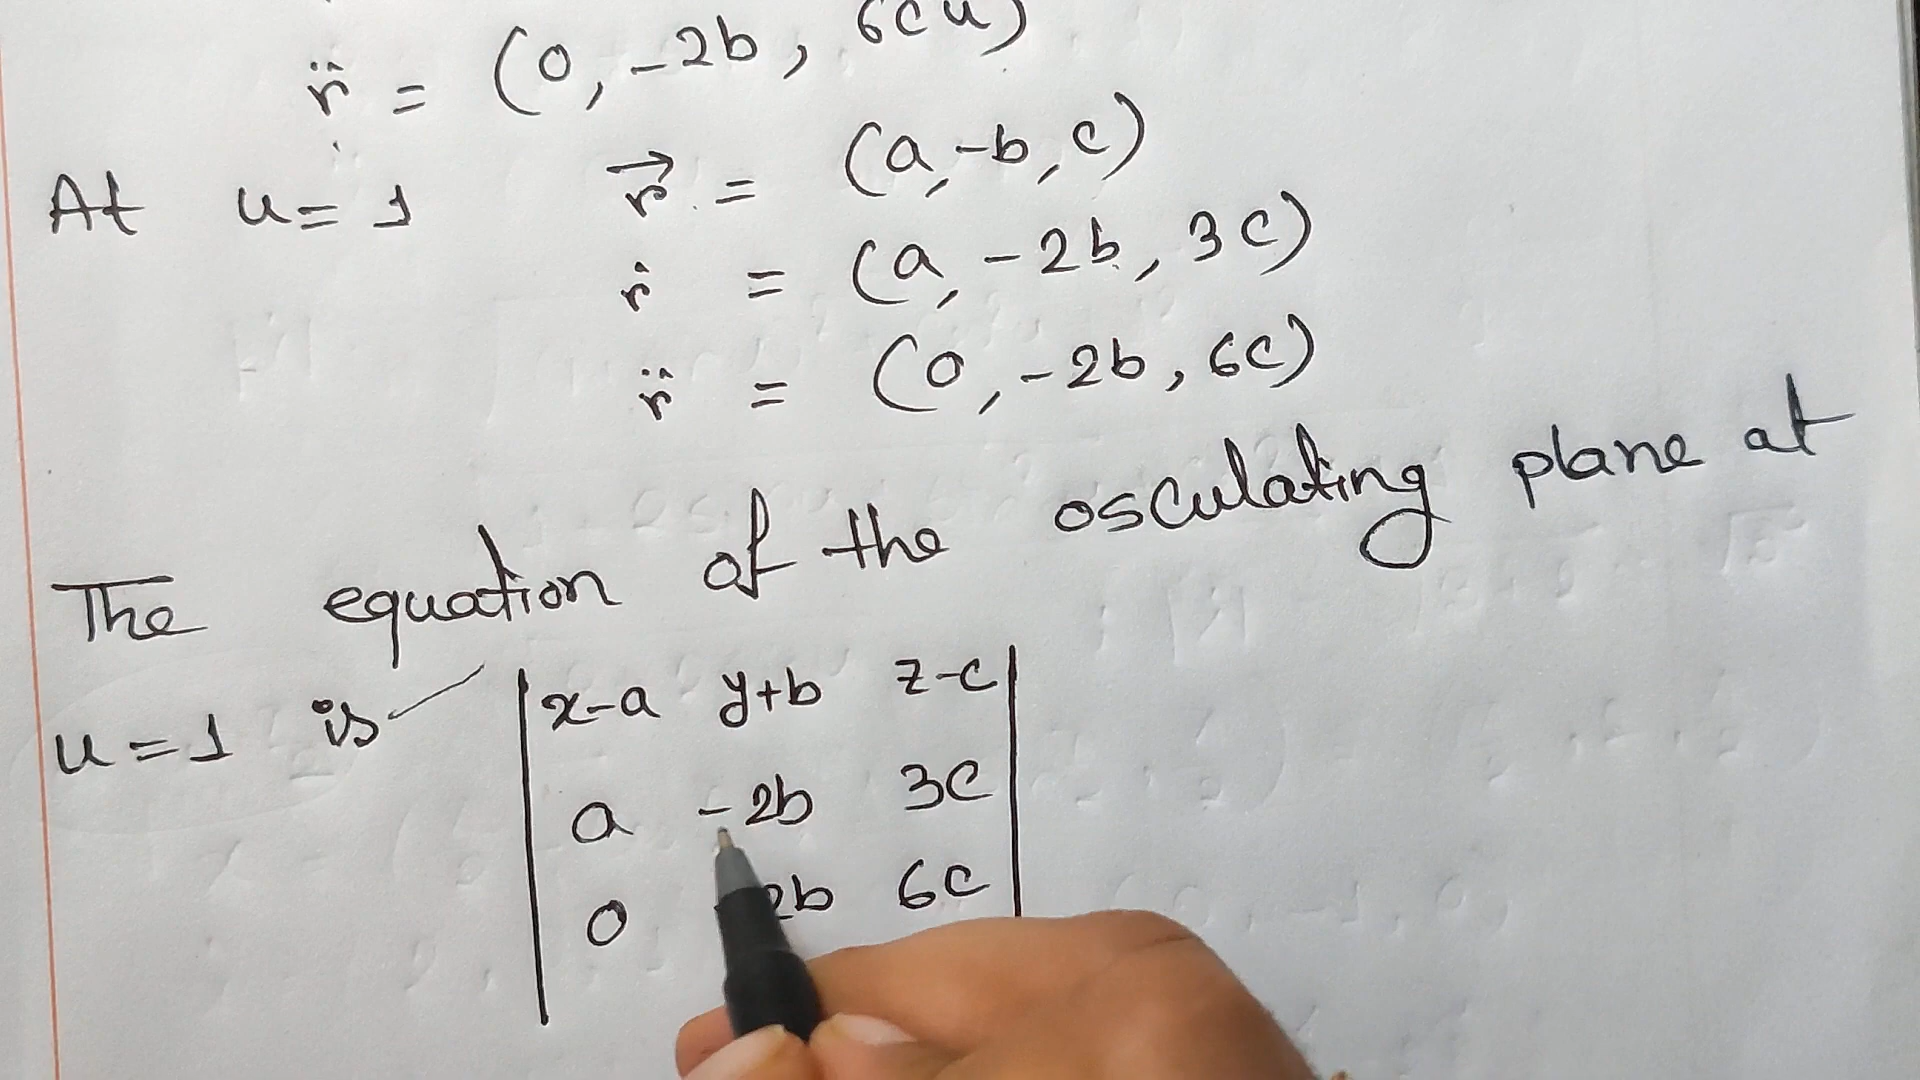 r̈ = (0, -2b, 6cu)
At u=1 r⃗ = (a, -b, c)
ṙ = (a, -2b, 3c)
r̈ = (0, -2b, 6c)
The equation of the osculating plane at
u=1 is
| x-a y+b z-c |
a -2b 3c
0 2b 6c